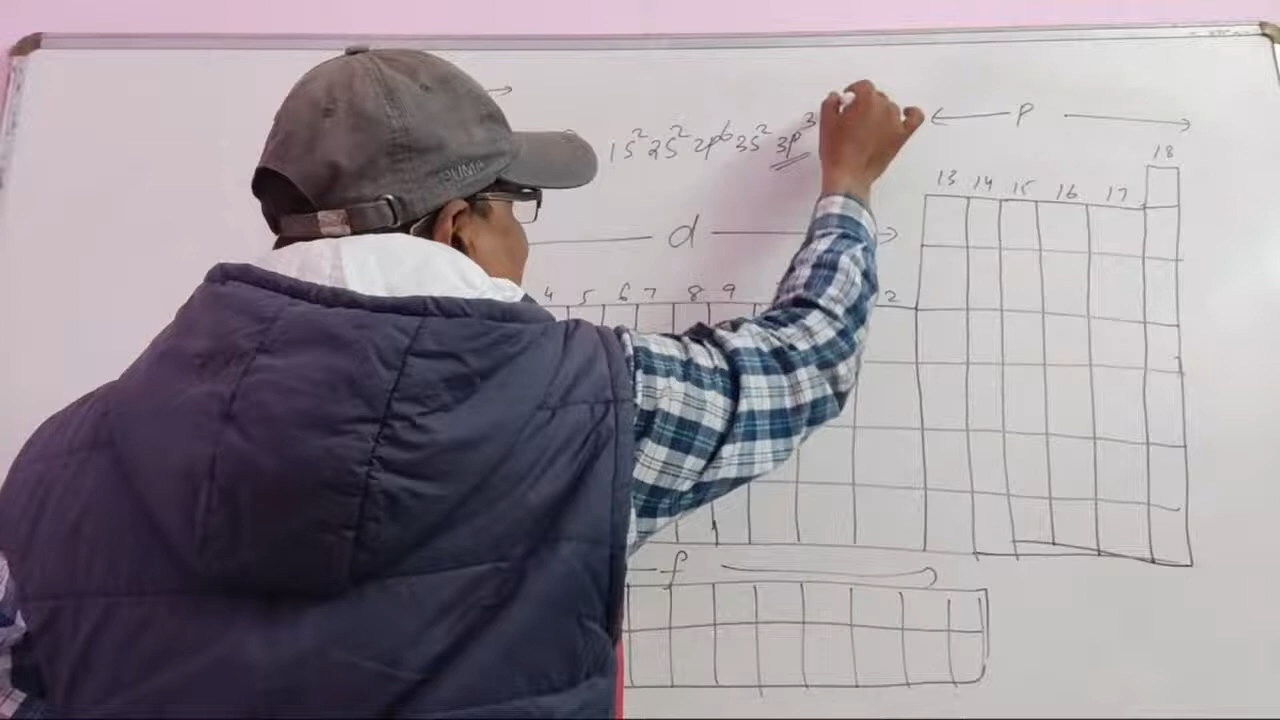 1s² 2s² 2p⁶ 3s² 3p³
p
18
13 14 15 16 17
d
4 5 6 7 8 9 2
f
PUMA